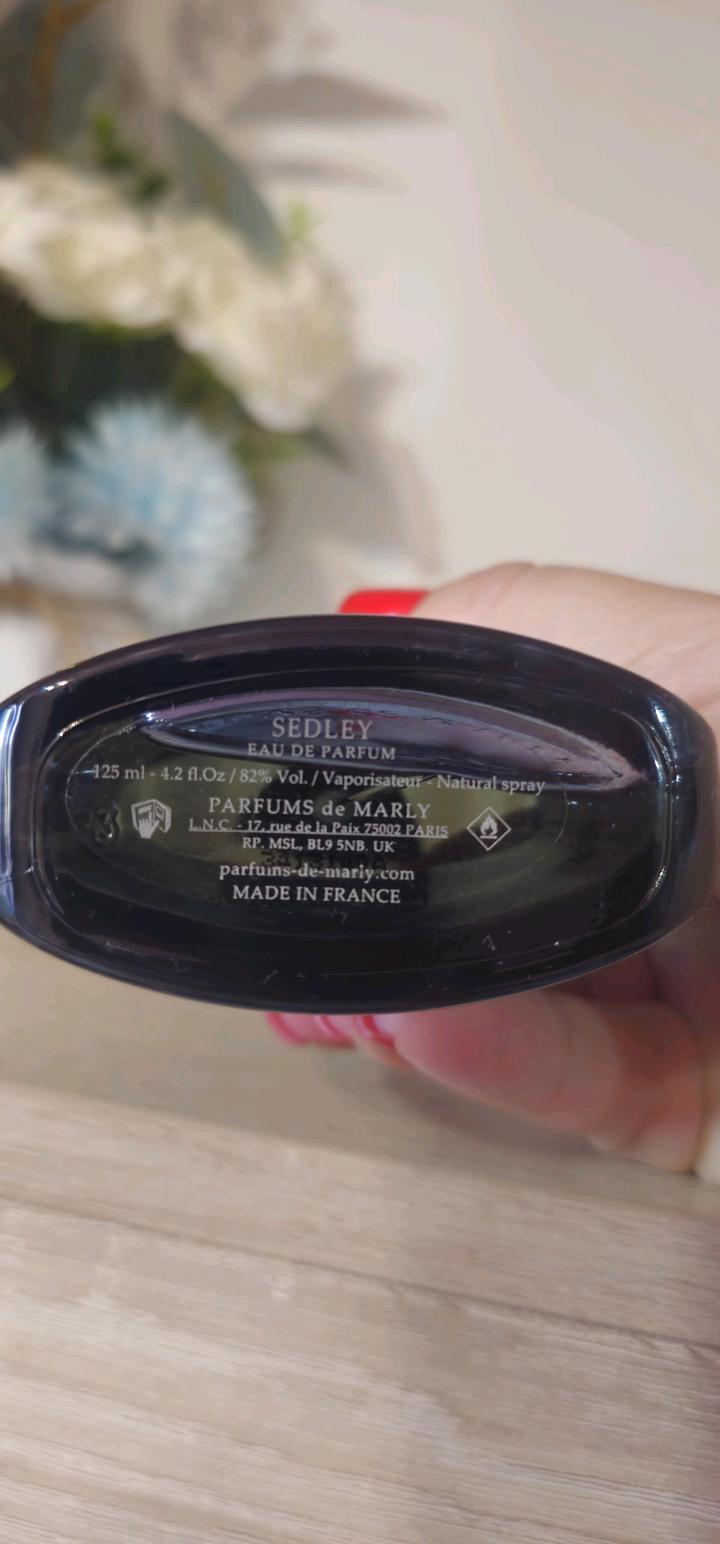 SEDLEY
EAU DE PARFUM
125 ml - 4.2 fl.Oz / 82% Vol. / Vaporisateur - Natural spray
PARFUMS de MARLY
L.N.C. - 17, rue de la Paix 75002 PARIS
RP. MSL, BL9 5NB. UK
parfums-de-marly.com
MADE IN FRANCE